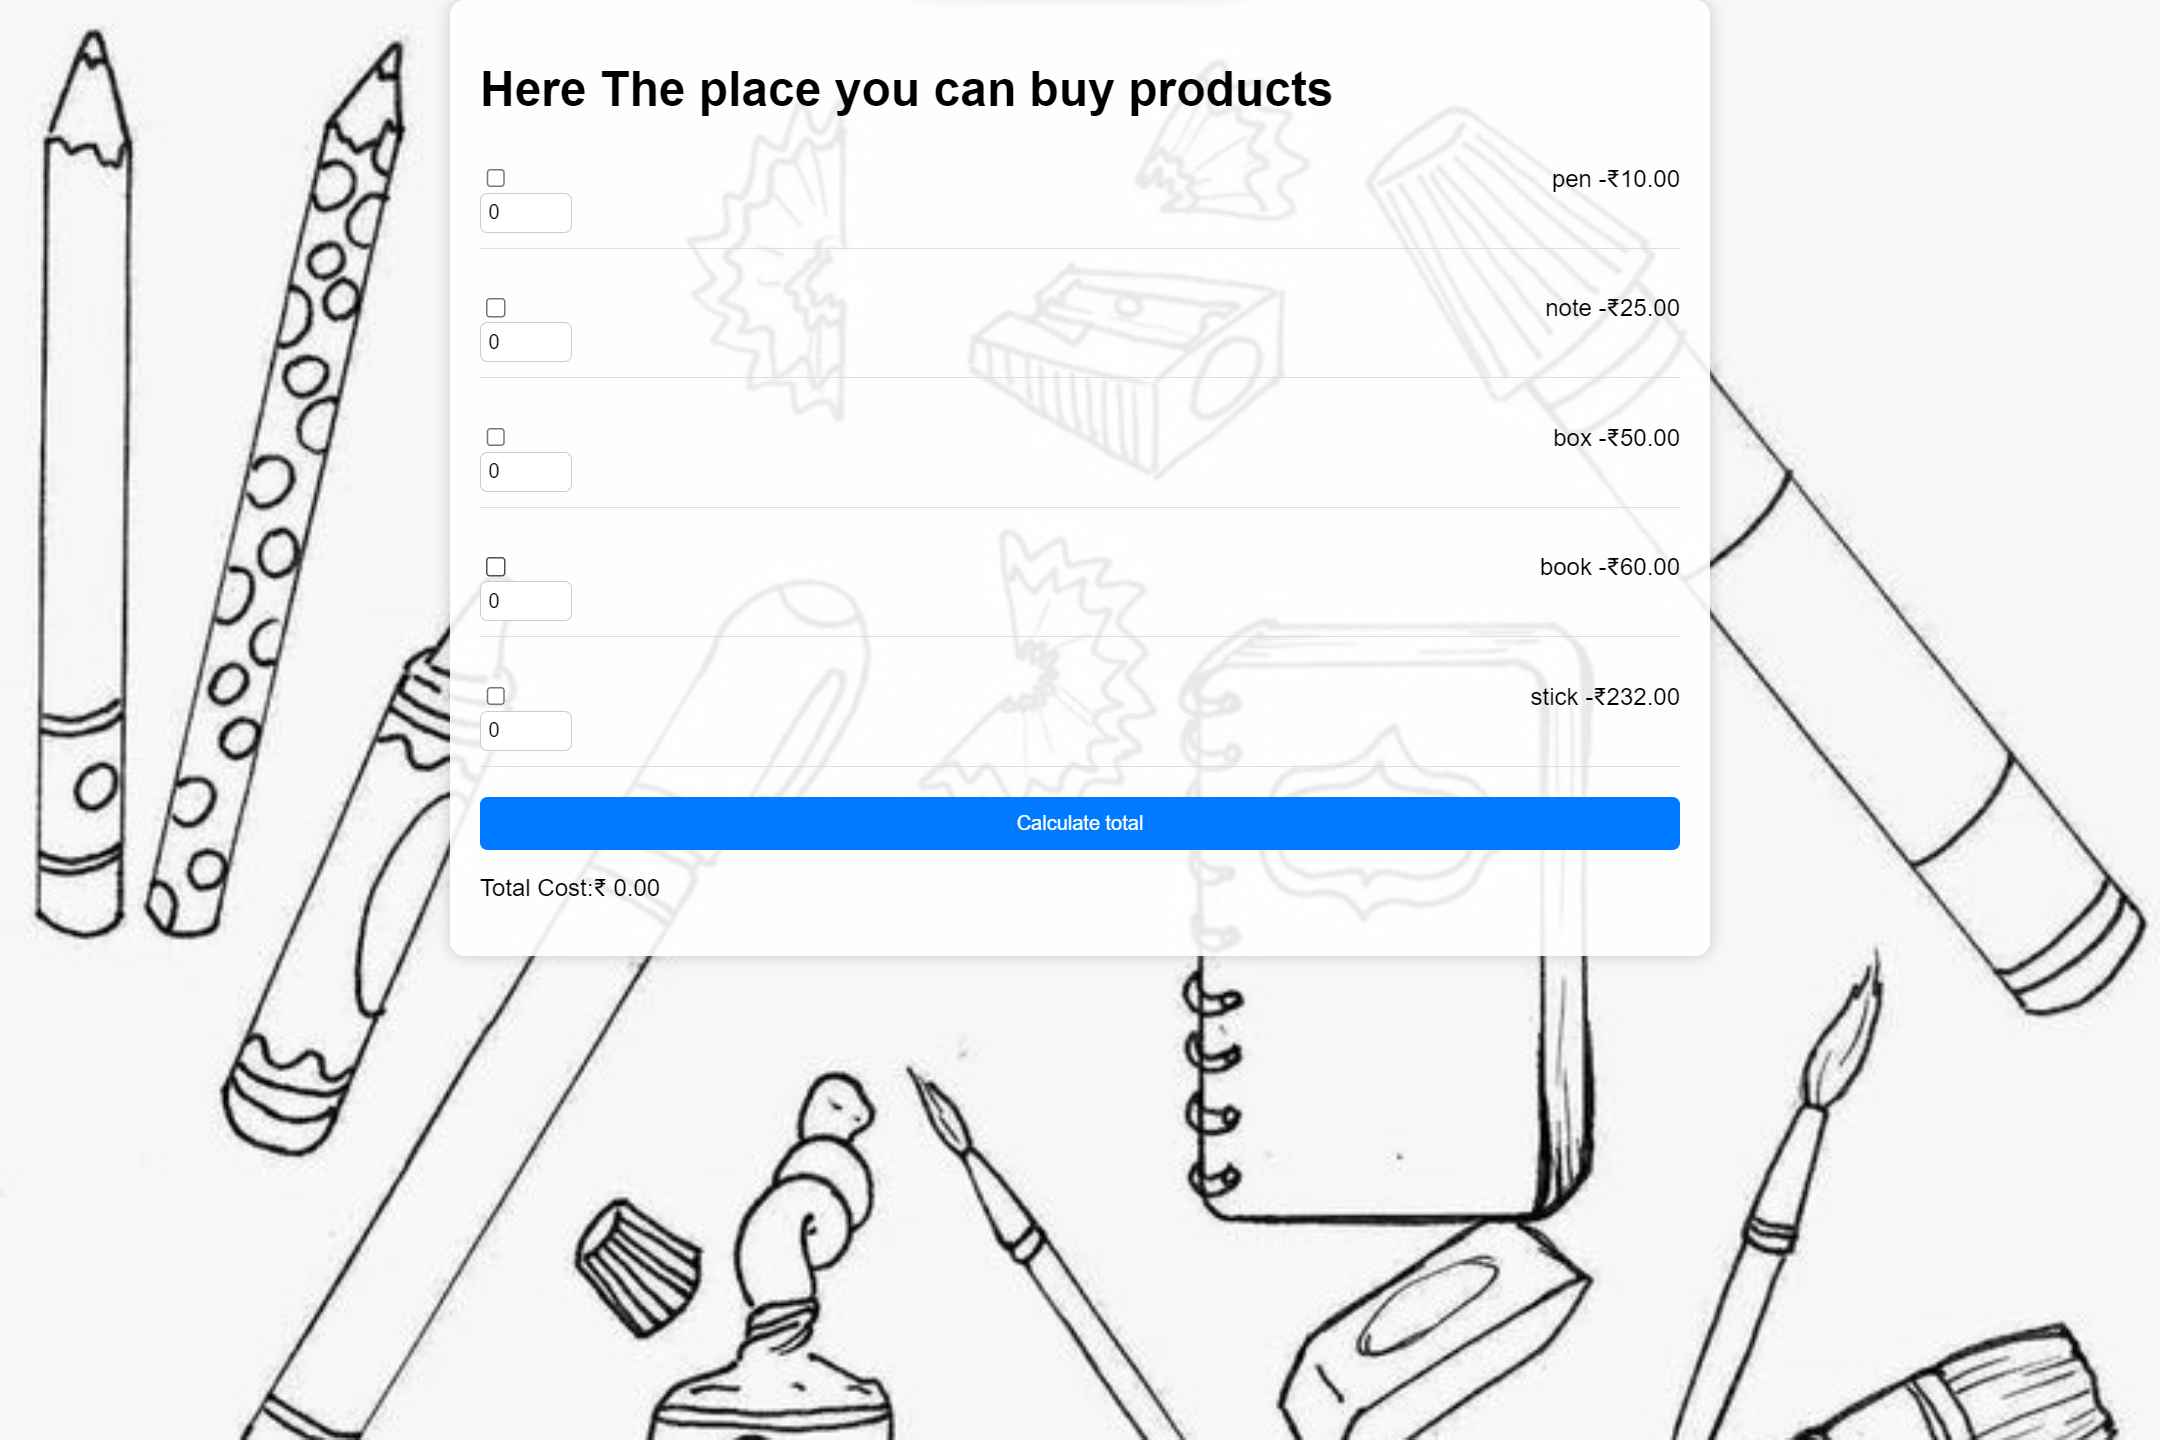 Here The place you can buy products
pen -₹10.00
0
note -₹25.00
0
box -₹50.00
0
book -₹60.00
0
stick -₹232.00
0
Calculate total
Total Cost:₹ 0.00